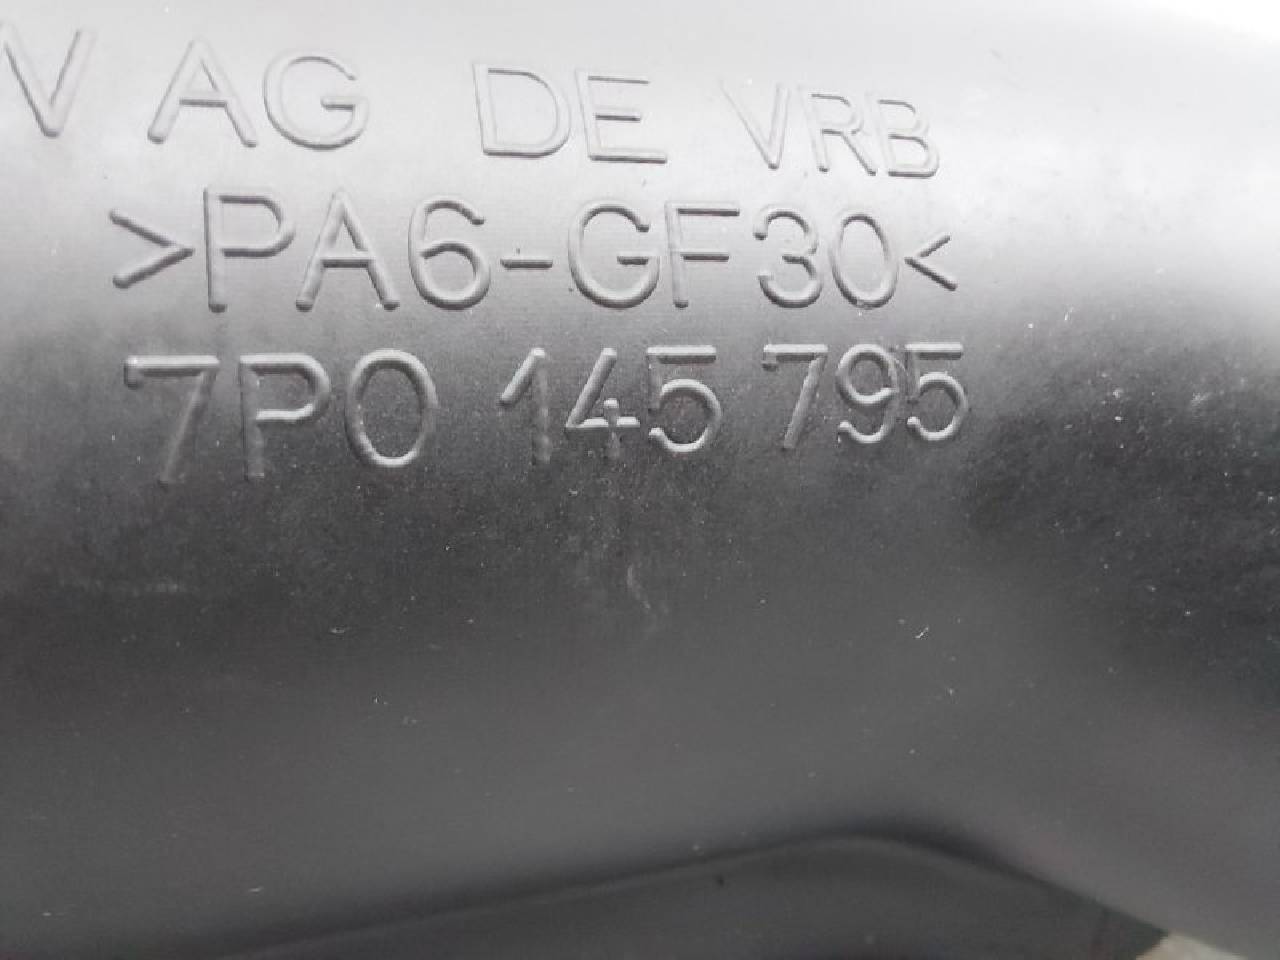 W AG DE VRB
>PA6-GF30<
7P0 145 795